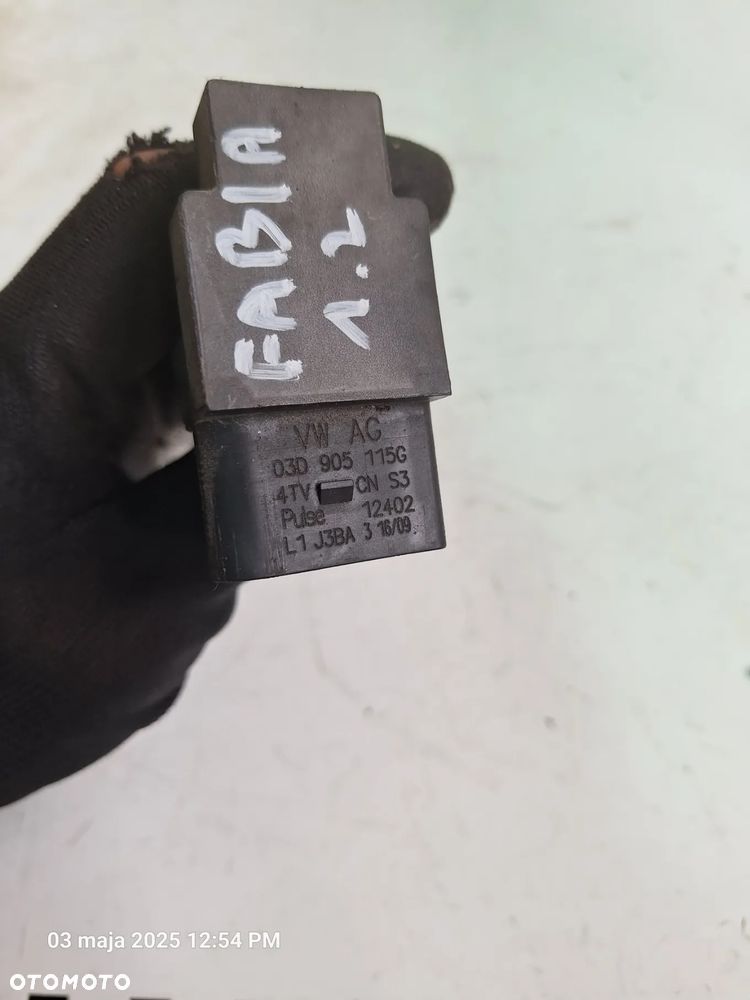 FABIA
1.2
VW AG
03D 905 115G
4TV CN S3
Pulse 12402
L1 J3BA 3 16/09
03 maja 2025 12:54 PM
OTOMOTO